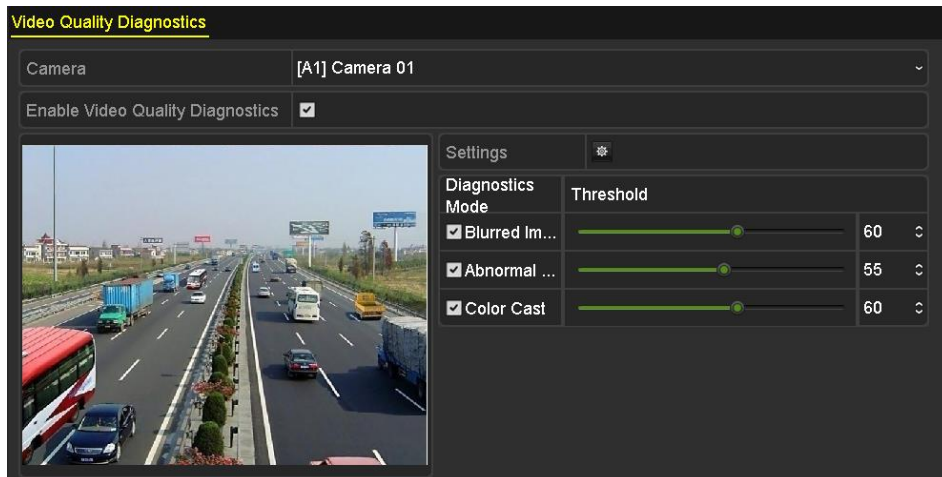 Video Quality Diagnostics
Camera
[A1] Camera 01
Enable Video Quality Diagnostics
Settings
Diagnostics
Mode
Threshold
Blurred Im...
60
Abnormal ...
55
Color Cast
60